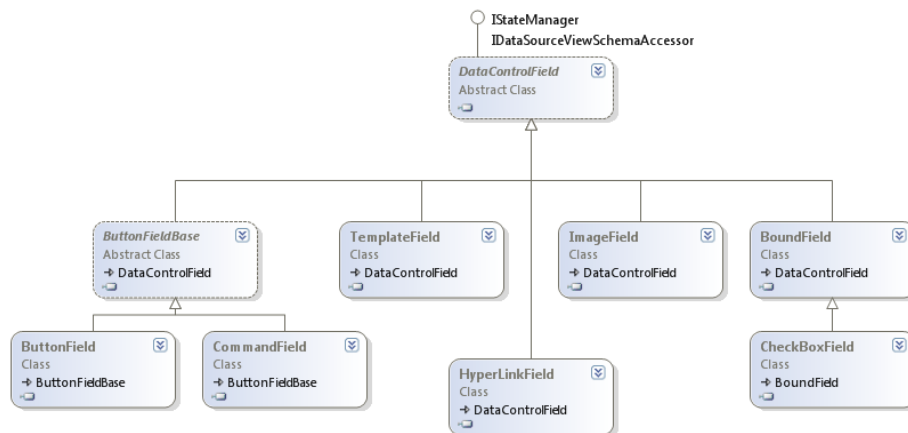 IStateManager
IDataSourceViewSchemaAccessor
DataControlField
Abstract Class
ButtonFieldBase
Abstract Class
DataControlField
TemplateField
Class
DataControlField
ImageField
Class
DataControlField
BoundField
Class
DataControlField
ButtonField
Class
ButtonFieldBase
CommandField
Class
ButtonFieldBase
HyperLinkField
Class
DataControlField
CheckBoxField
Class
BoundField